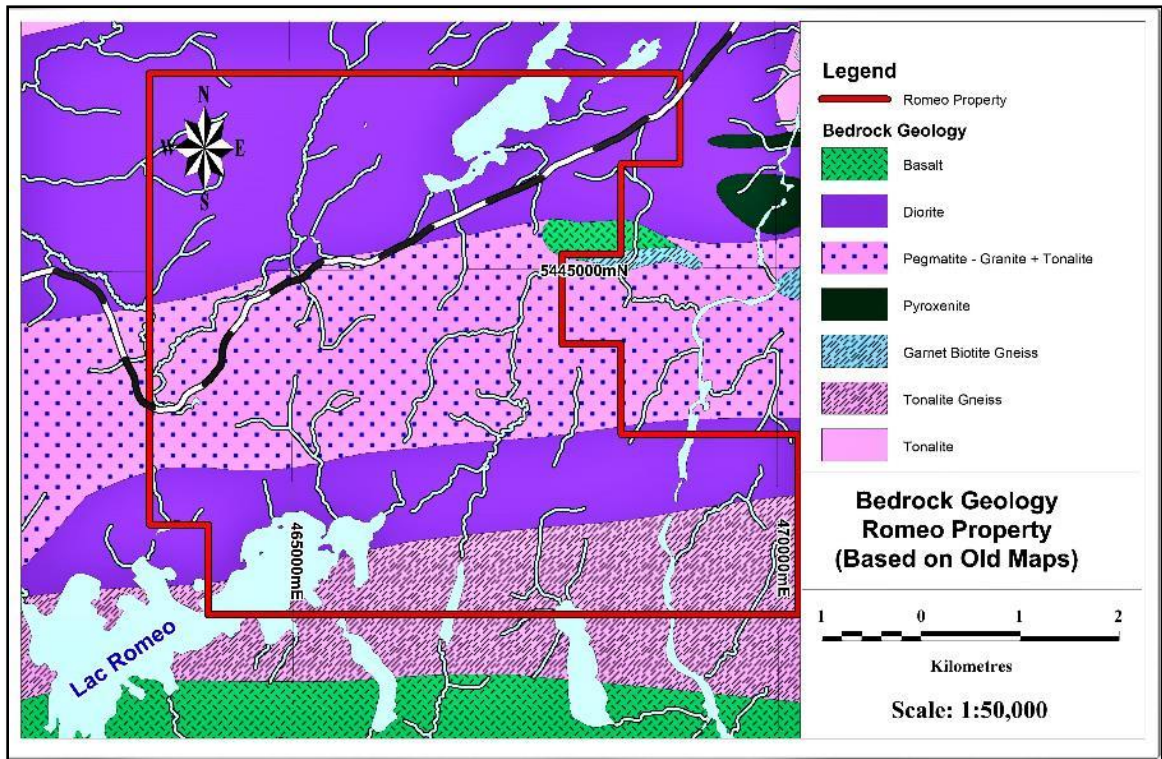 N
W E
S
5445000mN
465000mE
470000mE
Lac Romeo
Legend
Romeo Property
Bedrock Geology
Basalt
Diorite
Pegmatite - Granite + Tonalite
Pyroxenite
Garnet Biotite Gneiss
Tonalite Gneiss
Tonalite
Bedrock Geology
Romeo Property
(Based on Old Maps)
1 0 1 2
Kilometres
Scale: 1:50,000